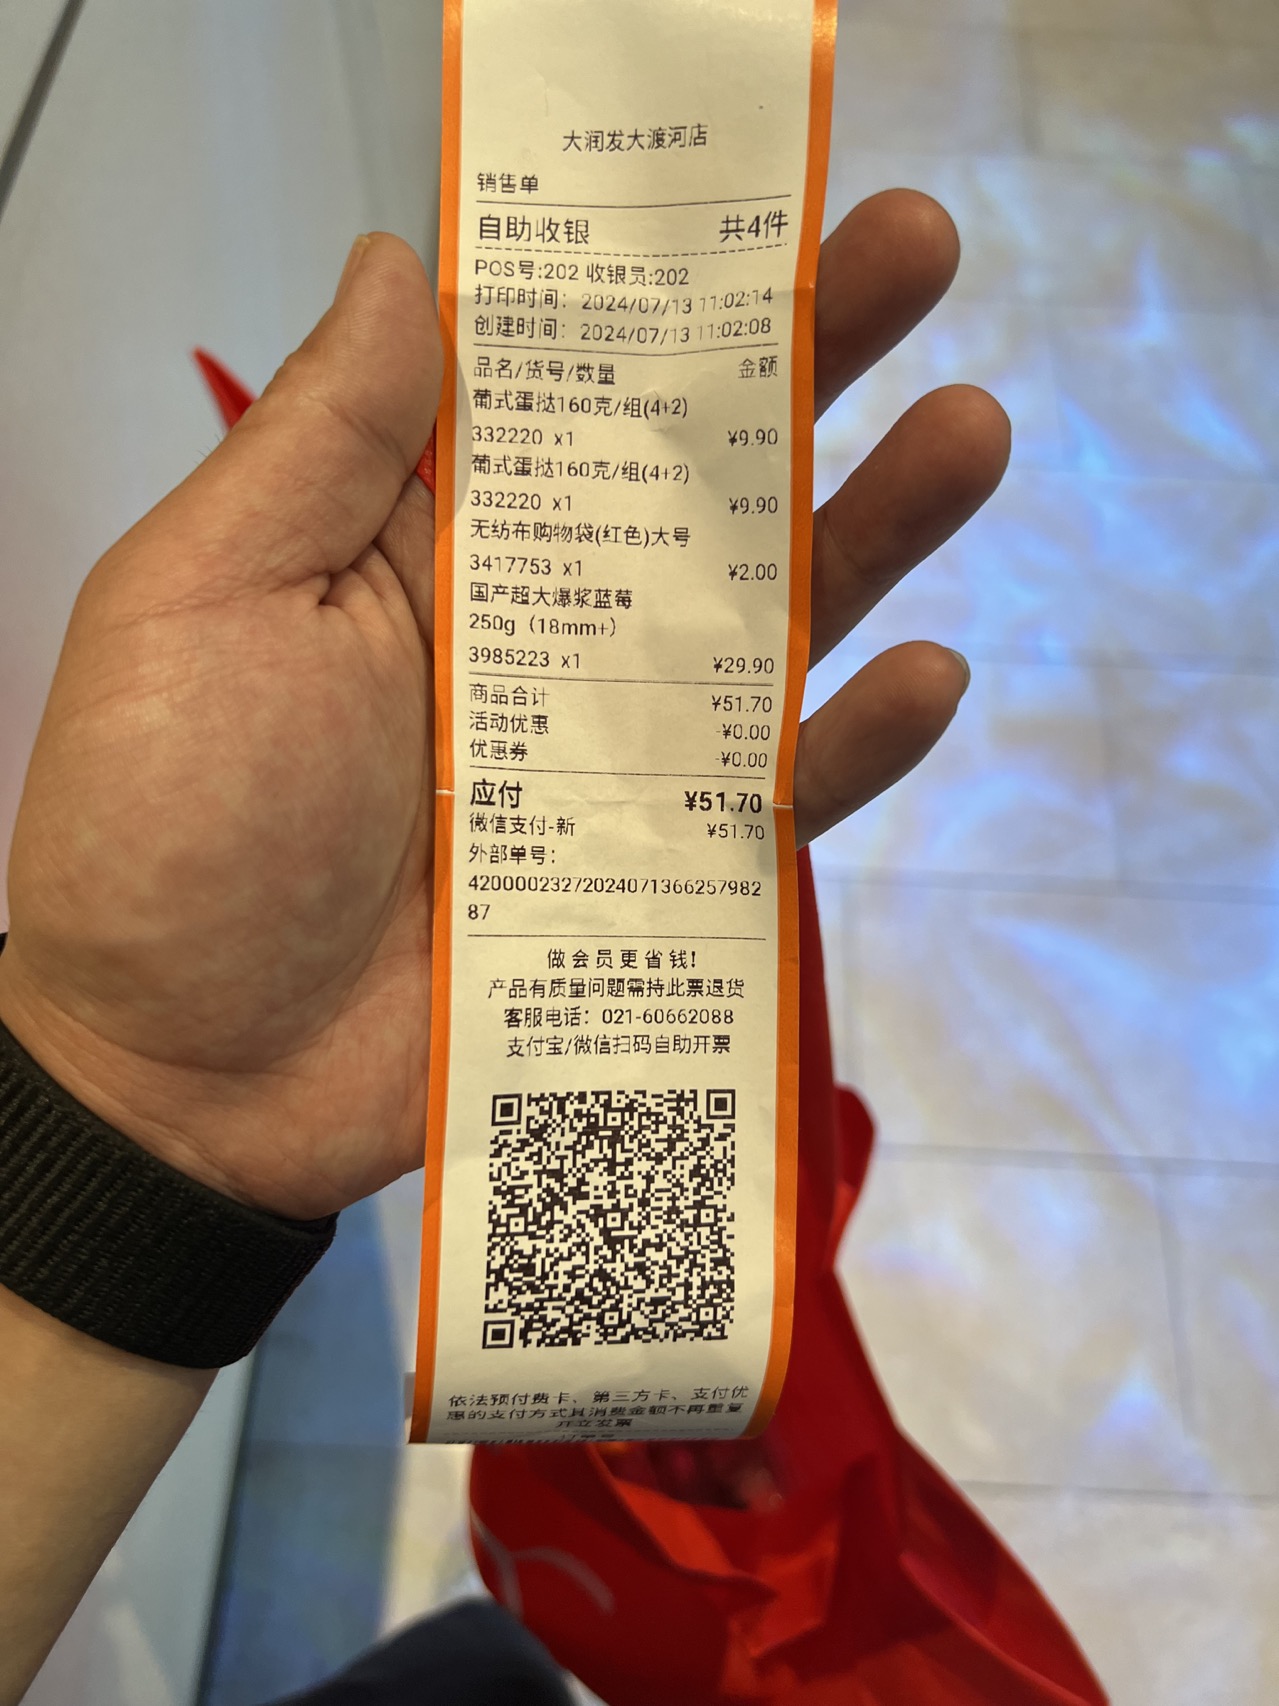 大润发大渡河店
销售单
自助收银 共4件
POS号:202 收银员:202
打印时间: 2024/07/13 11:02:14
创建时间: 2024/07/13 11:02:08
品名/货号/数量 金额
葡式蛋挞160克/组(4+2)
332220 x1 ¥9.90
葡式蛋挞160克/组(4+2)
332220 x1 ¥9.90
无纺布购物袋(红色)大号
3417753 x1 ¥2.00
国产超大爆浆蓝莓
250g（18mm+）
3985223 x1 ¥29.90
商品合计 ¥51.70
活动优惠 -¥0.00
优惠券 -¥0.00
应付 ¥51.70
微信支付-新 ¥51.70
外部单号:
42000023272024071366257982
87
做会员更省钱!
产品有质量问题需持此票退货
客服电话: 021-60662088
支付宝/微信扫码自助开票
依法预付费卡、第三方卡、支付优
惠的支付方式其消费金额不再重复
开立发票